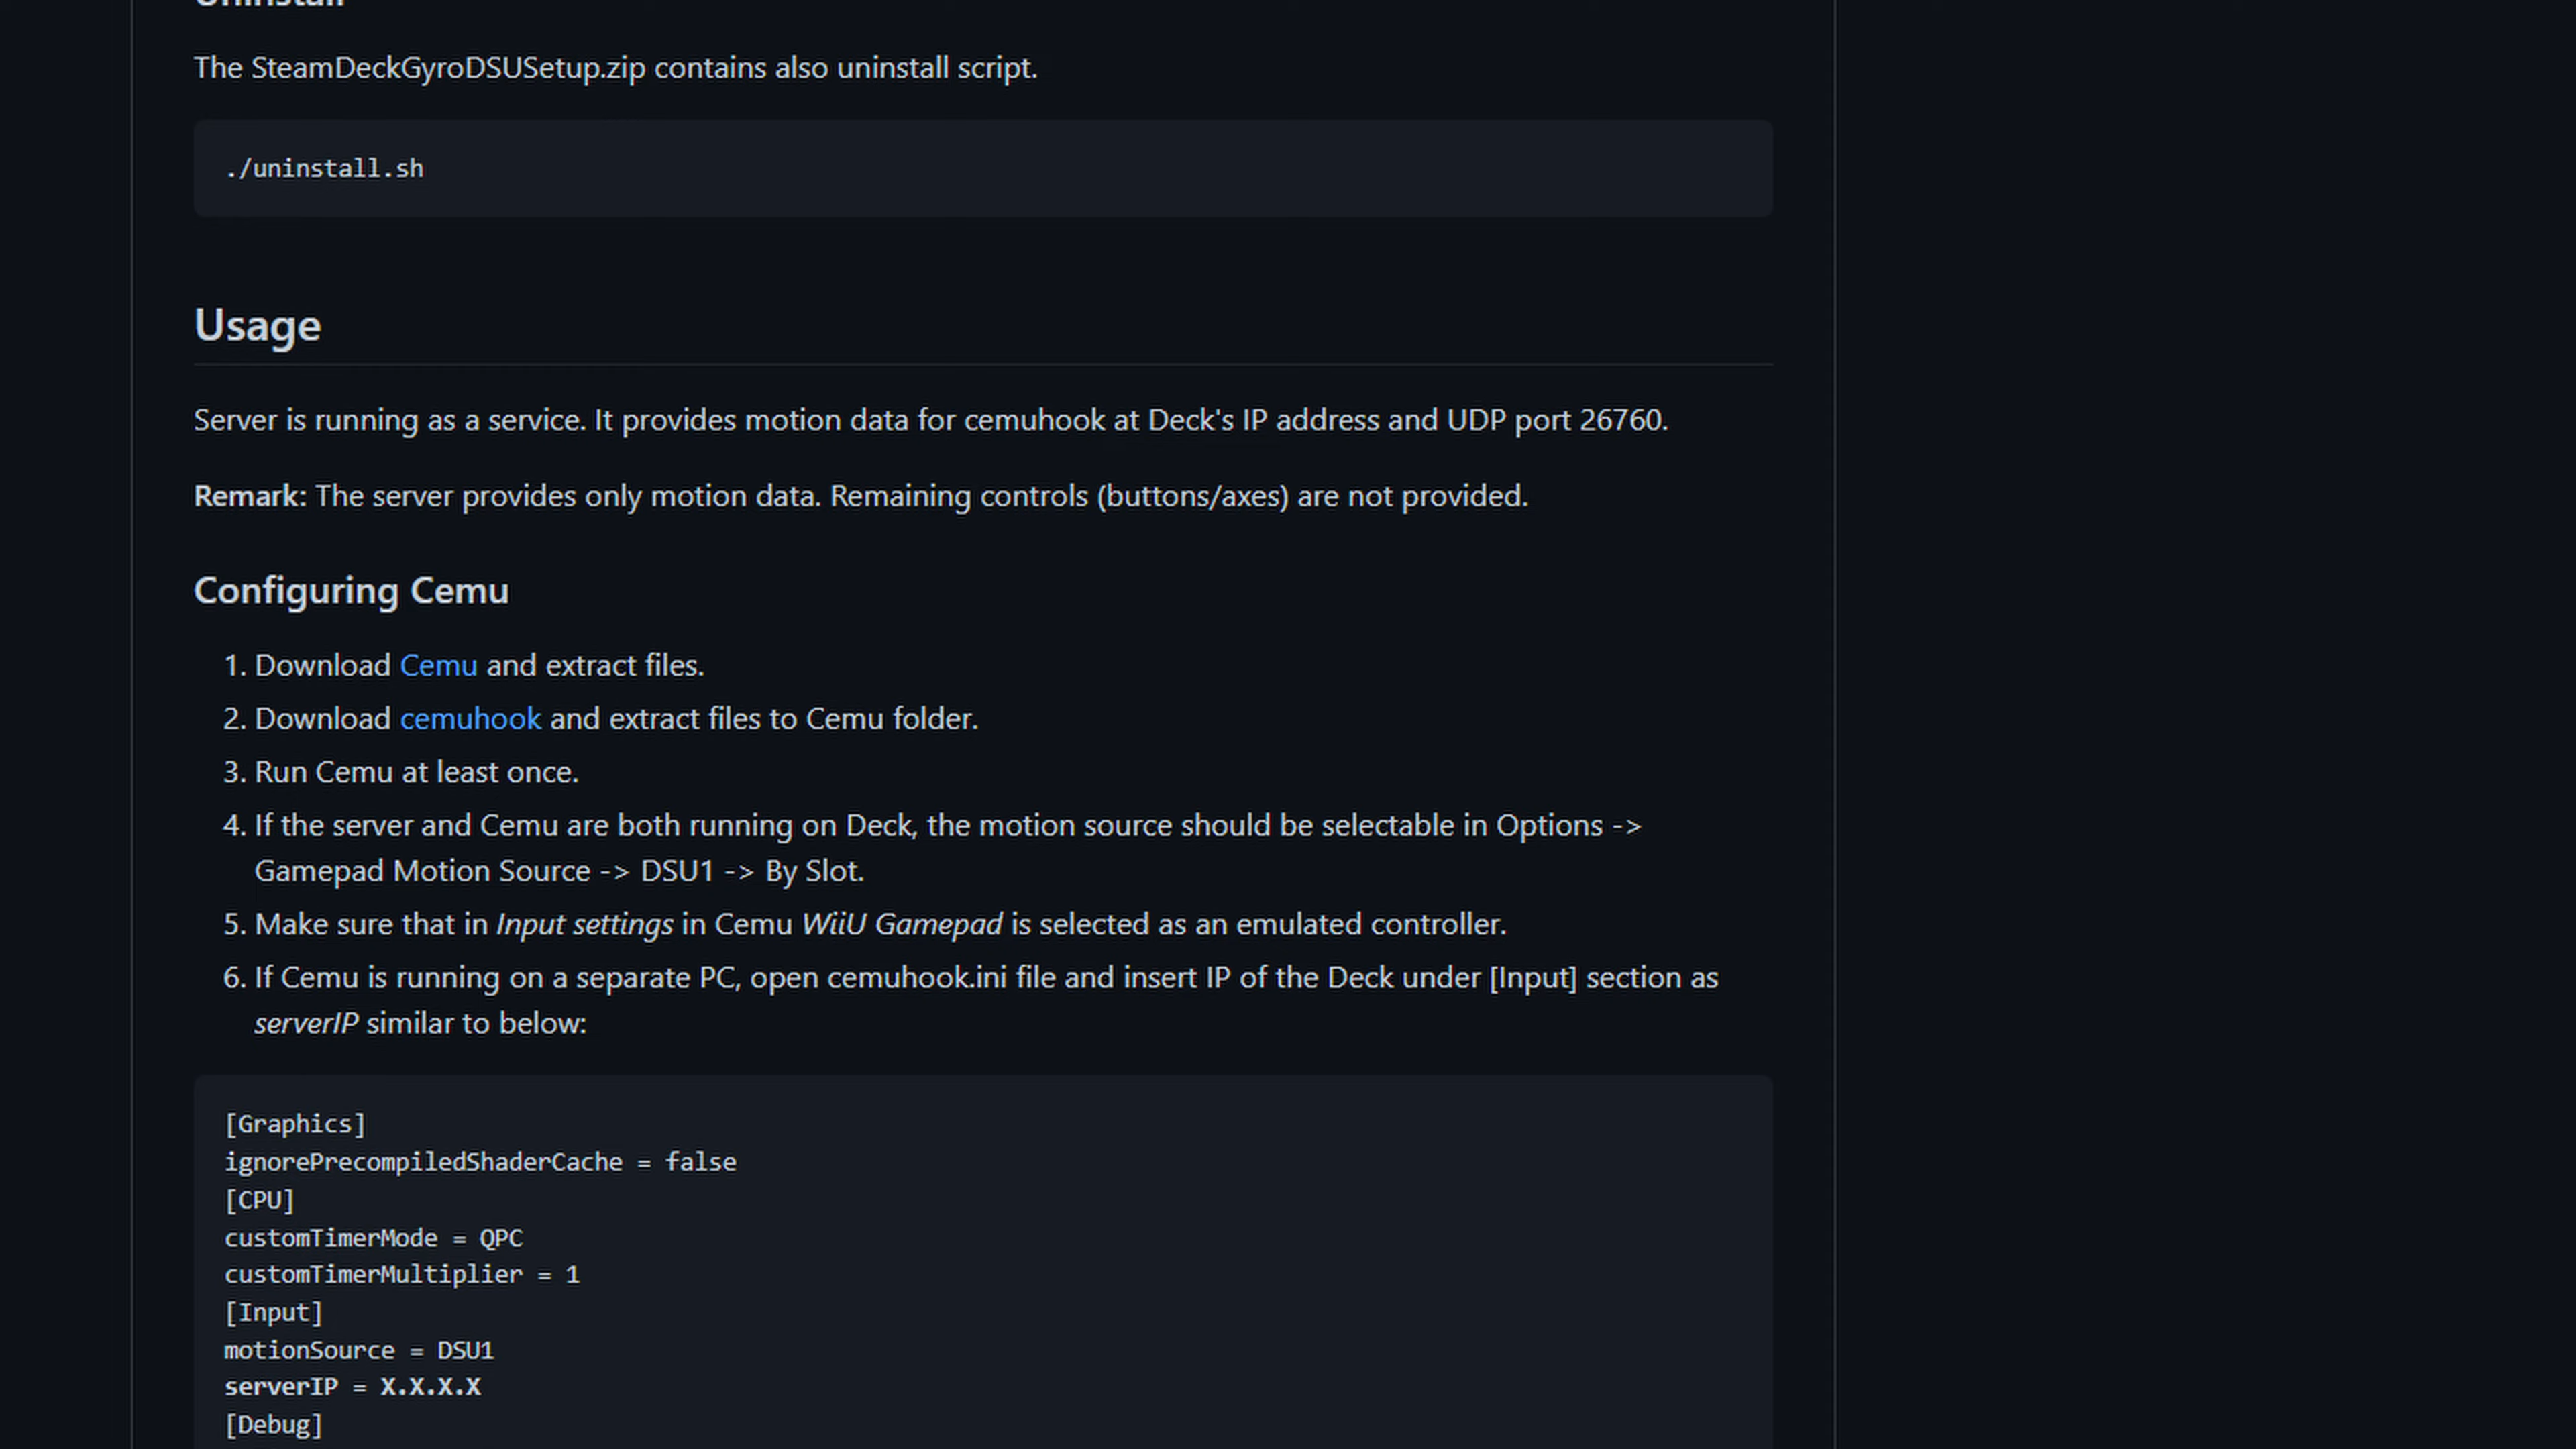 Uninstall
The SteamDeckGyroDSUSetup.zip contains also uninstall script.
./uninstall.sh
Usage
Server is running as a service. It provides motion data for cemuhook at Deck's IP address and UDP port 26760.
Remark: The server provides only motion data. Remaining controls (buttons/axes) are not provided.
Configuring Cemu
1. Download Cemu and extract files.
2. Download cemuhook and extract files to Cemu folder.
3. Run Cemu at least once.
4. If the server and Cemu are both running on Deck, the motion source should be selectable in Options ->
Gamepad Motion Source -> DSU1 -> By Slot.
5. Make sure that in Input settings in Cemu WiiU Gamepad is selected as an emulated controller.
6. If Cemu is running on a separate PC, open cemuhook.ini file and insert IP of the Deck under [Input] section as
serverIP similar to below:
[Graphics]
ignorePrecompiledShaderCache = false
[CPU]
customTimerMode = QPC
customTimerMultiplier = 1
[Input]
motionSource = DSU1
serverIP = X.X.X.X
[Debug]